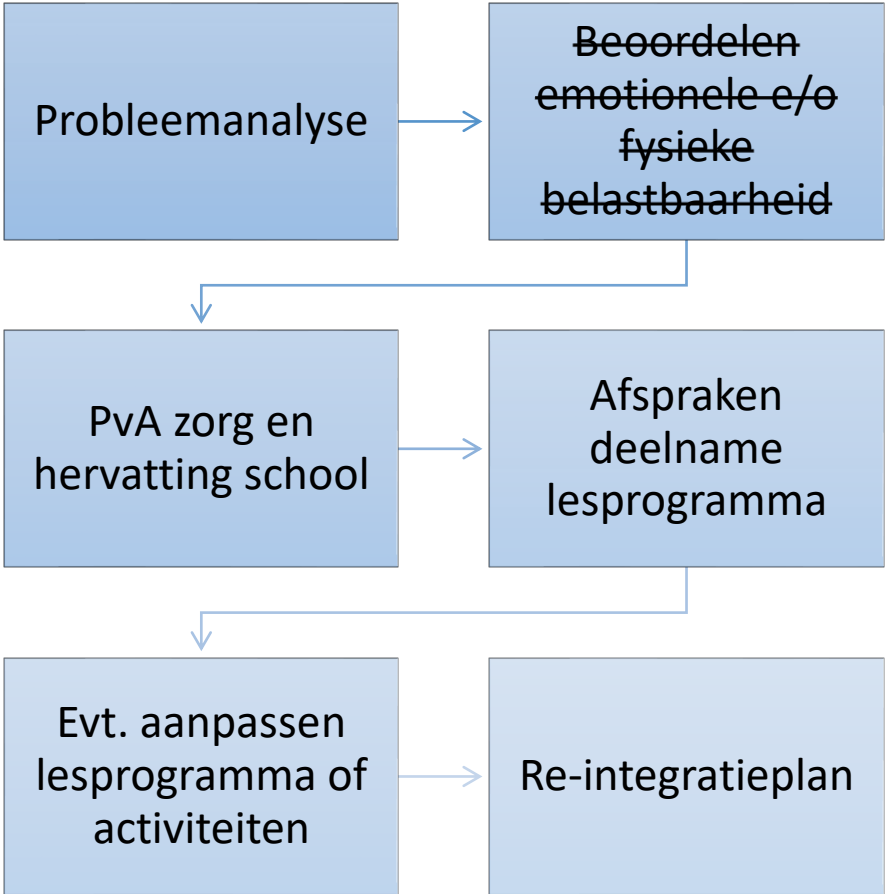 Probleemanalyse
Beoordelen
emotionele e/o
fysieke
belastbaarheid
PvA zorg en
hervatting school
Afspraken
deelname
lesprogramma
Evt. aanpassen
lesprogramma of
activiteiten
Re-integratieplan